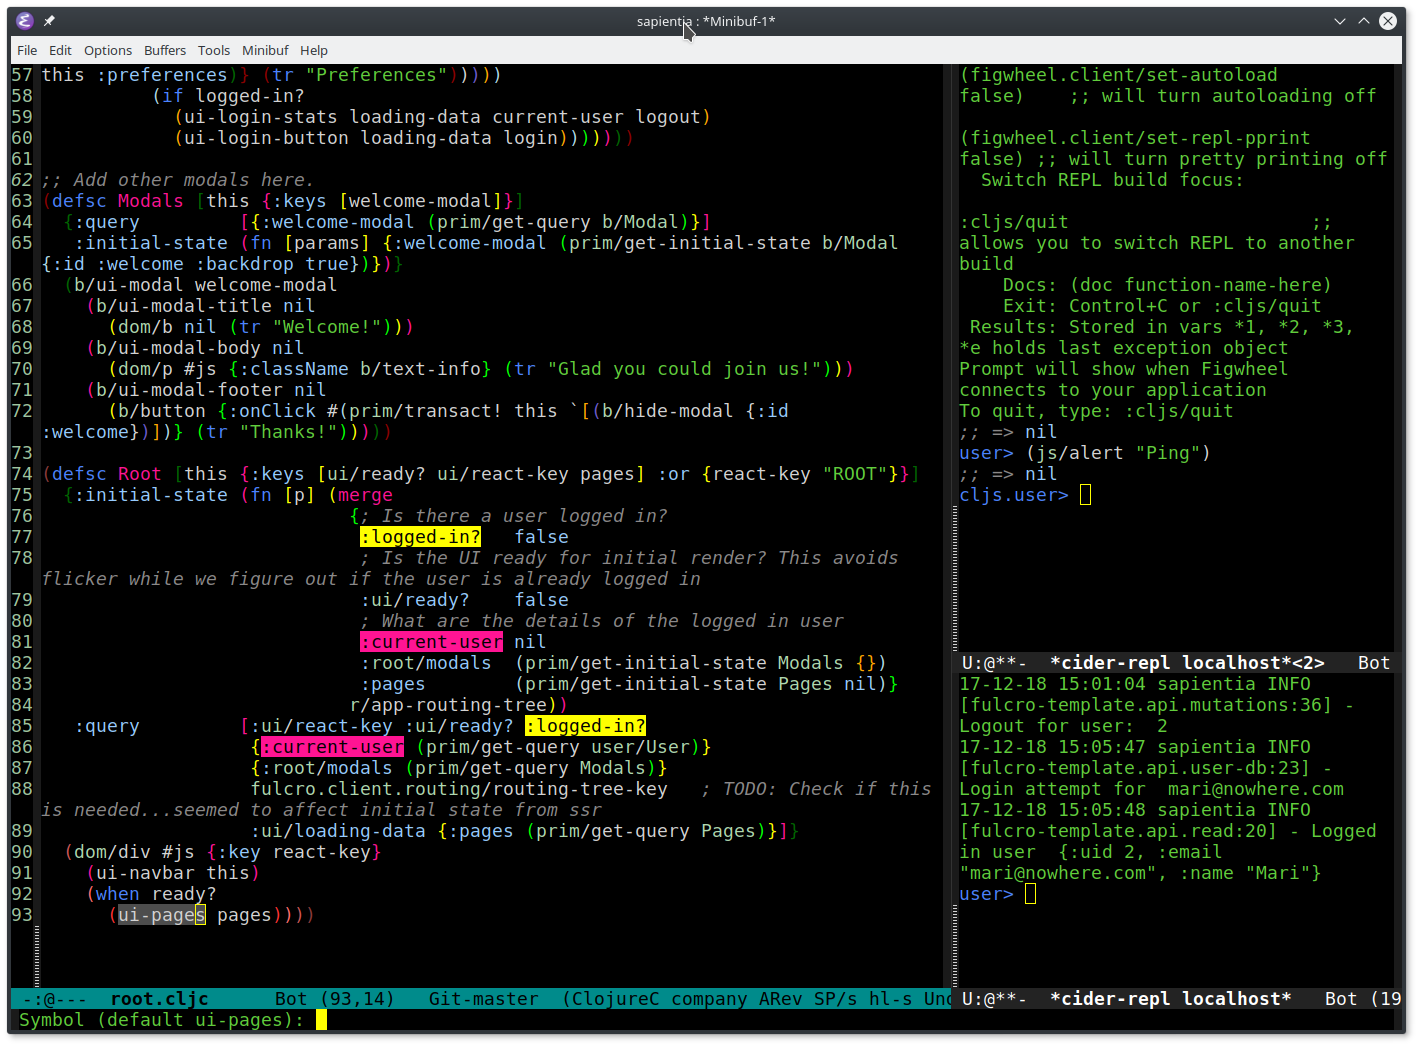 sapientia : *Minibuf-1*
File Edit Options Buffers Tools Minibuf Help
57 this :preferences)} (tr "Preferences")))))
58           (if logged-in?
59             (ui-login-stats loading-data current-user logout)
60             (ui-login-button loading-data login)))))))
61
62 ;; Add other modals here.
63 (defsc Modals [this {:keys [welcome-modal]}]
64   {:query         [{:welcome-modal (prim/get-query b/Modal)}]
65    :initial-state (fn [params] {:welcome-modal (prim/get-initial-state b/Modal
{:id :welcome :backdrop true})})}
66   (b/ui-modal welcome-modal
67     (b/ui-modal-title nil
68       (dom/b nil (tr "Welcome!")))
69     (b/ui-modal-body nil
70       (dom/p #js {:className b/text-info} (tr "Glad you could join us!")))
71     (b/ui-modal-footer nil
72       (b/button {:onClick #(prim/transact! this `[(b/hide-modal {:id
:welcome})])} (tr "Thanks!")))))
73
74 (defsc Root [this {:keys [ui/ready? ui/react-key pages] :or {react-key "ROOT"}}]
75   {:initial-state (fn [p] (merge
76                             {; Is there a user logged in?
77                              :logged-in?   false
78                              ; Is the UI ready for initial render? This avoids
flicker while we figure out if the user is already logged in
79                              :ui/ready?    false
80                              ; What are the details of the logged in user
81                              :current-user nil
82                              :root/modals  (prim/get-initial-state Modals {})
83                              :pages        (prim/get-initial-state Pages nil)}
84                             r/app-routing-tree))
85    :query         [:ui/react-key :ui/ready? :logged-in?
86                    {:current-user (prim/get-query user/User)}
87                    {:root/modals (prim/get-query Modals)}
88                    fulcro.client.routing/routing-tree-key   ; TODO: Check if this
is needed...seemed to affect initial state from ssr
89                    :ui/loading-data {:pages (prim/get-query Pages)}]}
90   (dom/div #js {:key react-key}
91     (ui-navbar this)
92     (when ready?
93       (ui-pages pages))))
-:@---  root.cljc      Bot (93,14)   Git-master  (ClojureC company ARev SP/s hl-s Und
Symbol (default ui-pages):
(figwheel.client/set-autoload
false)    ;; will turn autoloading off
(figwheel.client/set-repl-pprint
false) ;; will turn pretty printing off
  Switch REPL build focus:
:cljs/quit                      ;;
allows you to switch REPL to another
build
    Docs: (doc function-name-here)
    Exit: Control+C or :cljs/quit
 Results: Stored in vars *1, *2, *3,
*e holds last exception object
Prompt will show when Figwheel
connects to your application
To quit, type: :cljs/quit
;; => nil
user> (js/alert "Ping")
;; => nil
cljs.user>
U:@**-  *cider-repl localhost*<2>   Bot
17-12-18 15:01:04 sapientia INFO
[fulcro-template.api.mutations:36] -
Logout for user:  2
17-12-18 15:05:47 sapientia INFO
[fulcro-template.api.user-db:23] -
Login attempt for  mari@nowhere.com
17-12-18 15:05:48 sapientia INFO
[fulcro-template.api.read:20] - Logged
in user  {:uid 2, :email
"mari@nowhere.com", :name "Mari"}
user>
U:@**-  *cider-repl localhost*   Bot (19